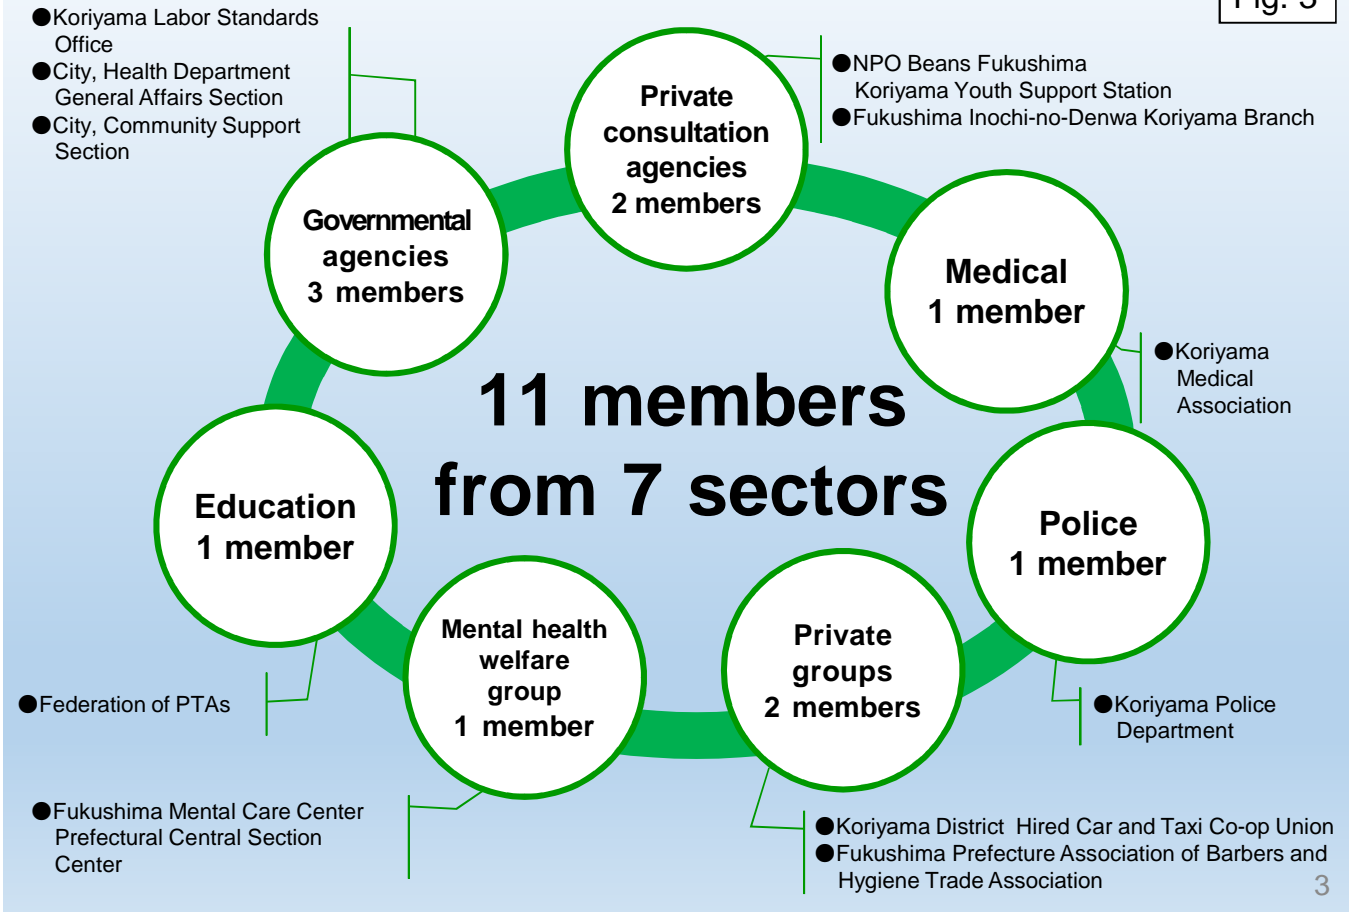 Fig. 3
●Koriyama Labor Standards
Office
●City, Health Department
General Affairs Section
●City, Community Support
Section
Private
consultation
agencies
2 members
●NPO Beans Fukushima
Koriyama Youth Support Station
●Fukushima Inochi-no-Denwa Koriyama Branch
Governmental
agencies
3 members
Medical
1 member
●Koriyama
Medical
Association
11 members
from 7 sectors
Education
1 member
Police
1 member
Mental health
welfare
group
1 member
Private
groups
2 members
●Federation of PTAs
●Koriyama Police
Department
●Fukushima Mental Care Center
Prefectural Central Section
Center
●Koriyama District Hired Car and Taxi Co-op Union
●Fukushima Prefecture Association of Barbers and
Hygiene Trade Association
3